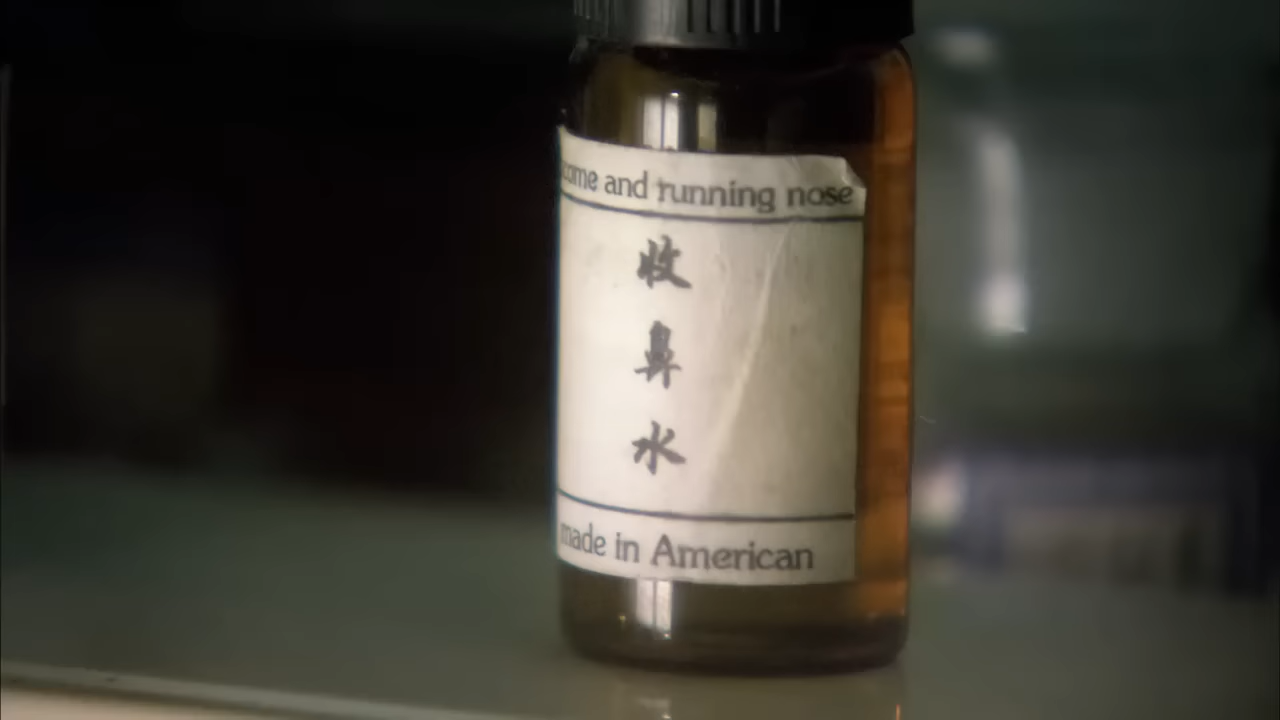 come and running nose
收
鼻
水
made in American